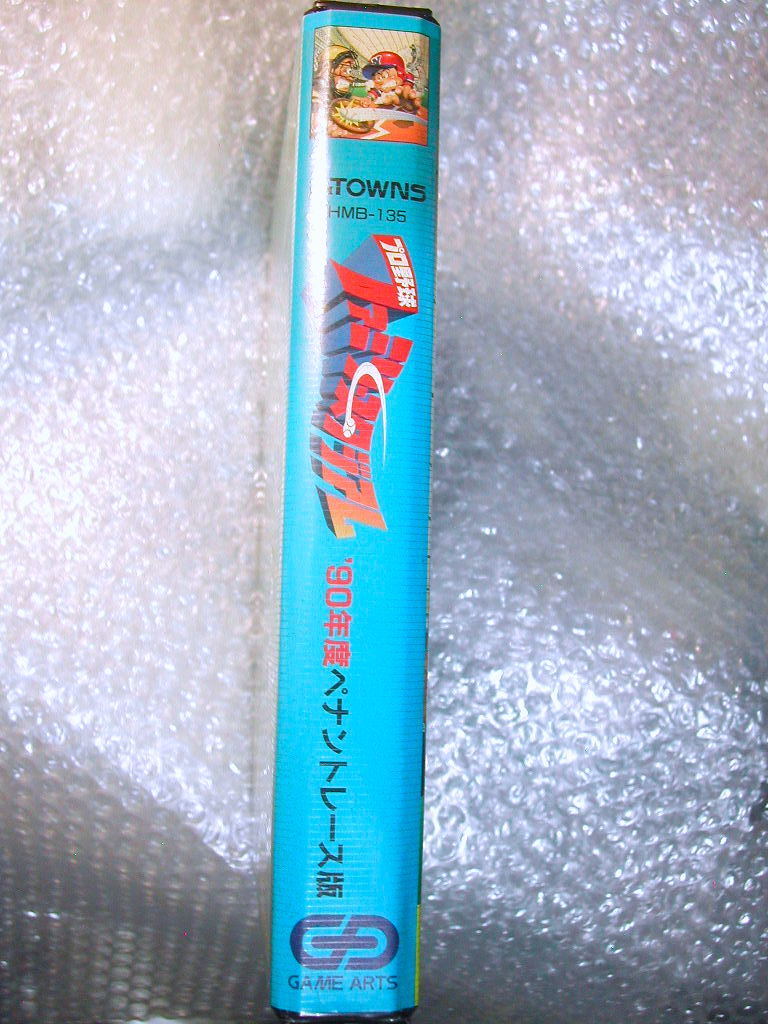 TOWNS
HMB-135
プロ野球
ファミリースタジアム
'90年度ペナントレース版
GAME ARTS